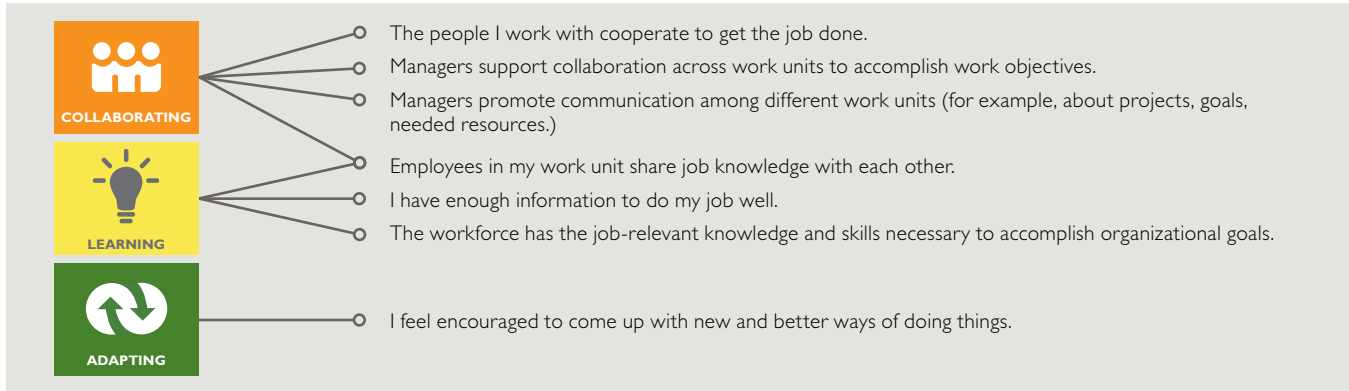 The people I work with cooperate to get the job done.
Managers support collaboration across work units to accomplish work objectives.
Managers promote communication among different work units (for example, about projects, goals,
needed resources.)
COLLABORATING
Employees in my work unit share job knowledge with each other.
I have enough information to do my job well.
The workforce has the job-relevant knowledge and skills necessary to accomplish organizational goals.
LEARNING
I feel encouraged to come up with new and better ways of doing things.
ADAPTING